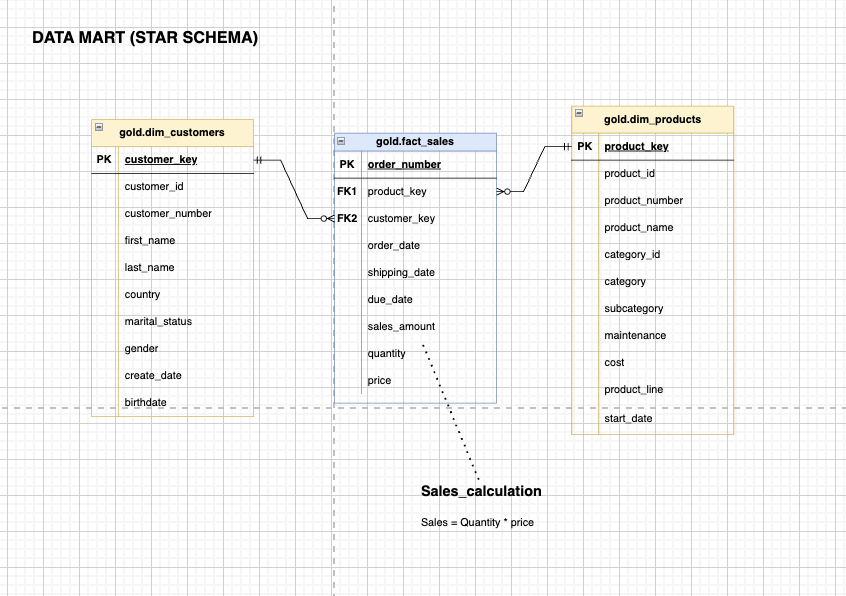 DATA MART (STAR SCHEMA)
gold.dim_customers
PK customer_key
customer_id
customer_number
first_name
last_name
country
marital_status
gender
create_date
birthdate
gold.fact_sales
PK order_number
FK1 product_key
FK2 customer_key
order_date
shipping_date
due_date
sales_amount
quantity
price
gold.dim_products
PK product_key
product_id
product_number
product_name
category_id
category
subcategory
maintenance
cost
product_line
start_date
Sales_calculation
Sales = Quantity * price